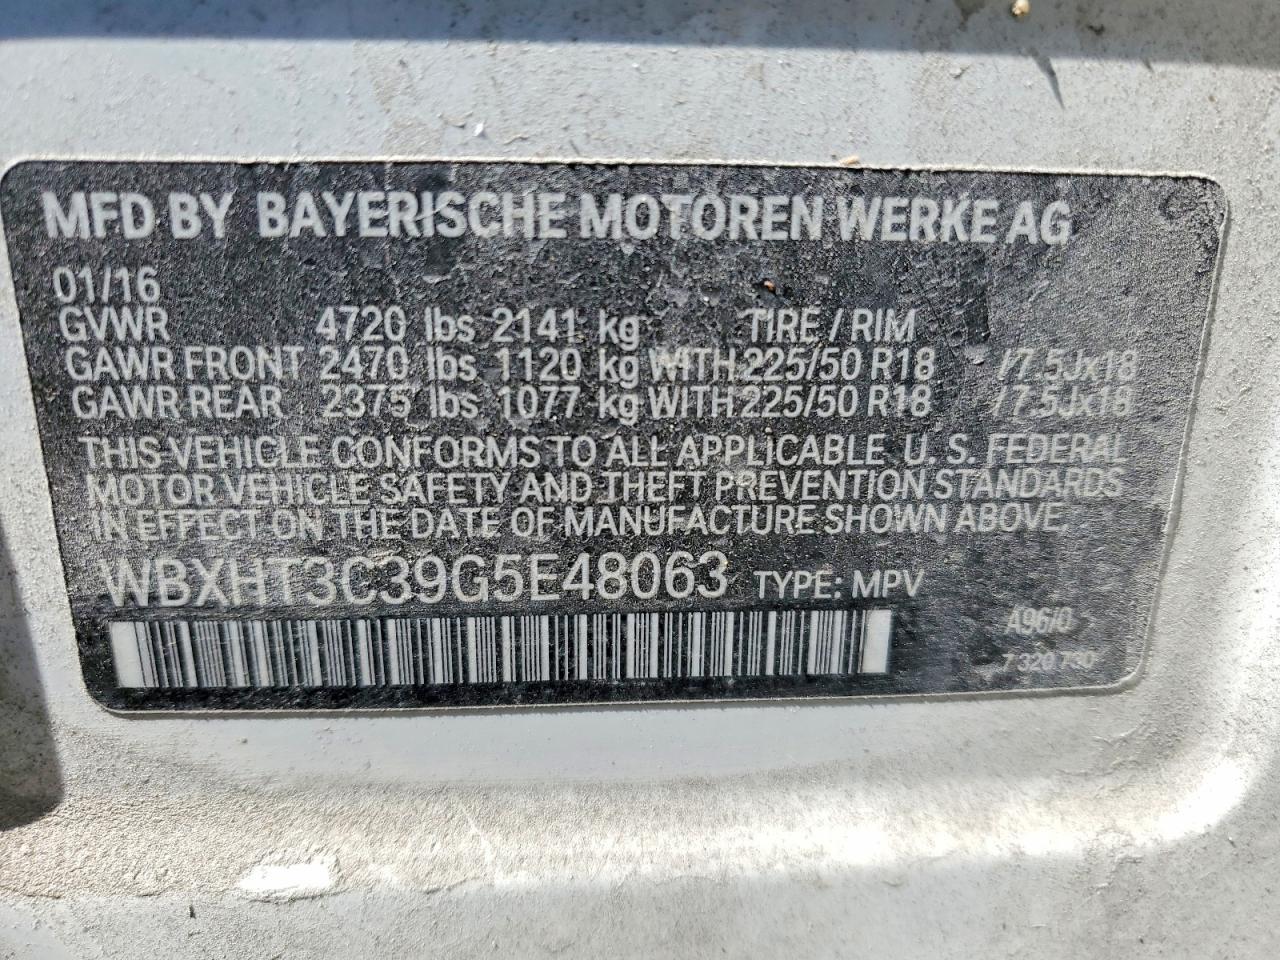 MFD BY BAYERISCHE MOTOREN WERKE AG
01/16
GVWR 4720 lbs 2141 kg TIRE / RIM
GAWR FRONT 2470 lbs 1120 kg WITH 225/50 R18 /7.5Jx18
GAWR REAR 2375 lbs 1077 kg WITH 225/50 R18 /7.5Jx18
THIS VEHICLE CONFORMS TO ALL APPLICABLE U. S. FEDERAL
MOTOR VEHICLE SAFETY AND THEFT PREVENTION STANDARDS
IN EFFECT ON THE DATE OF MANUFACTURE SHOWN ABOVE.
WBXHT3C39G5E48063 TYPE: MPV
A96/0
7 320 730